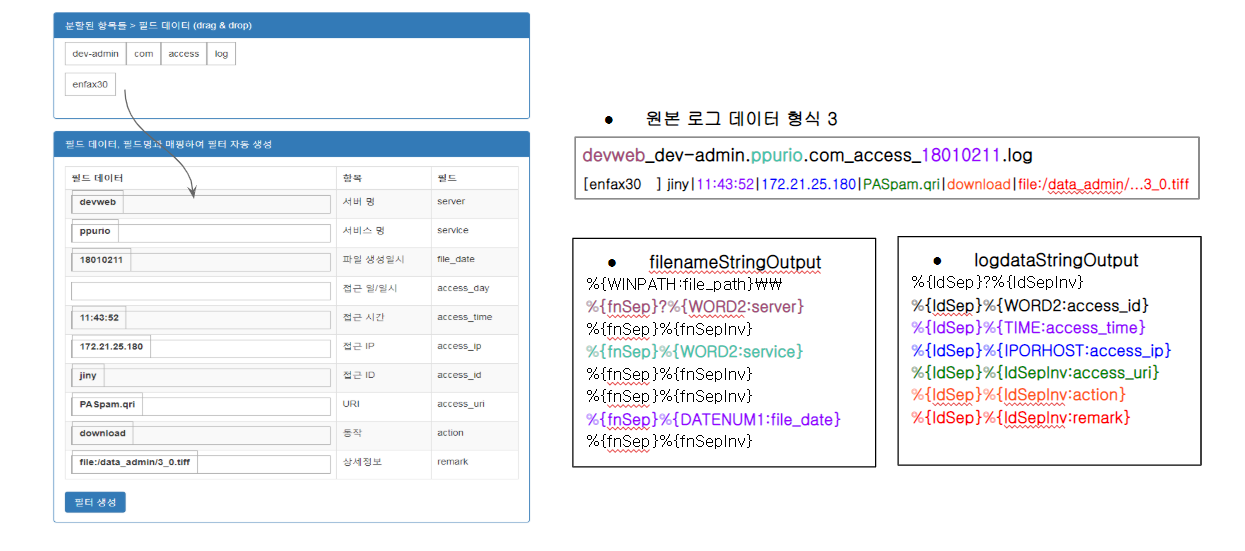 분할된 항목들 > 필드 데이터 (drag & drop)
dev-admin com access log
enfax30
필드 데이터, 필드명과 매핑하여 필터 자동 생성
필드 데이터 항목 필드
devweb 서버 명 server
ppurio 서비스 명 service
18010211 파일 생성일시 file_date
접근 일/일시 access_day
11:43:52 접근 시간 access_time
172.21.25.180 접근 IP access_ip
jiny 접근 ID access_id
PASpam.qri URI access_uri
download 동작 action
file:/data_admin/3_0.tiff 상세정보 remark
필터 생성
● 원본 로그 데이터 형식 3
devweb_dev-admin.ppurio.com_access_18010211.log
[enfax30 ] jiny|11:43:52|172.21.25.180|PASpam.qri|download|file:/data_admin/...3_0.tiff
● filenameStringOutput
%{WINPATH:file_path}₩₩
%{fnSep}?%{WORD2:server}
%{fnSep}%{fnSepInv}
%{fnSep}%{WORD2:service}
%{fnSep}%{fnSepInv}
%{fnSep}%{fnSepInv}
%{fnSep}%{DATENUM1:file_date}
%{fnSep}%{fnSepInv}
● logdataStringOutput
%{ldSep}?%{ldSepInv}
%{ldSep}%{WORD2:access_id}
%{ldSep}%{TIME:access_time}
%{ldSep}%{IPORHOST:access_ip}
%{ldSep}%{ldSepInv:access_uri}
%{ldSep}%{ldSepInv:action}
%{ldSep}%{ldSepInv:remark}